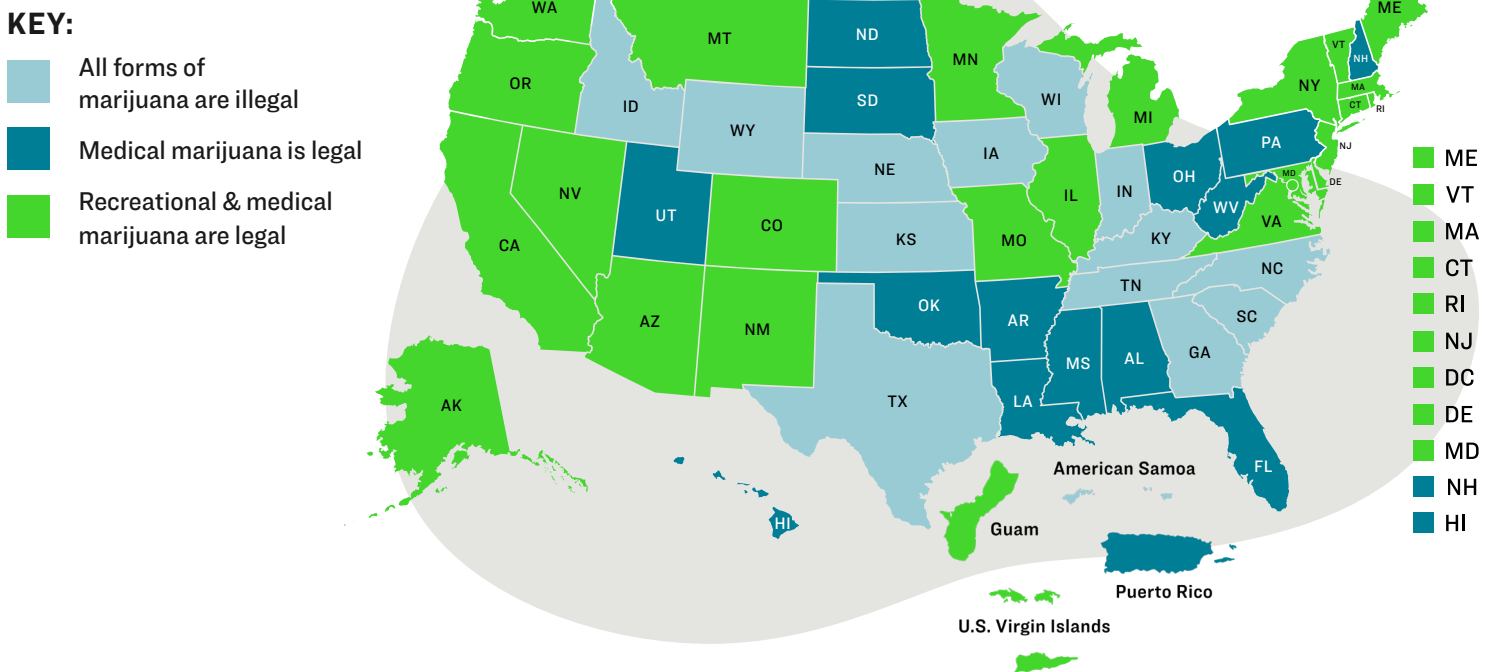 KEY:
All forms of
marijuana are illegal
Medical marijuana is legal
Recreational & medical
marijuana are legal
WA
MT
ND
MN
ME
OR
ID
SD
WI
MI
NY
VT
NH
MA
CT
RI
WY
NE
IA
PA
NJ
NV
UT
CO
IL
IN
OH
WV
MD
DE
VA
CA
KS
MO
KY
NC
TN
AZ
NM
OK
AR
SC
MS
AL
GA
AK
TX
LA
FL
HI
American Samoa
Guam
Puerto Rico
U.S. Virgin Islands
ME
VT
MA
CT
RI
NJ
DC
DE
MD
NH
HI